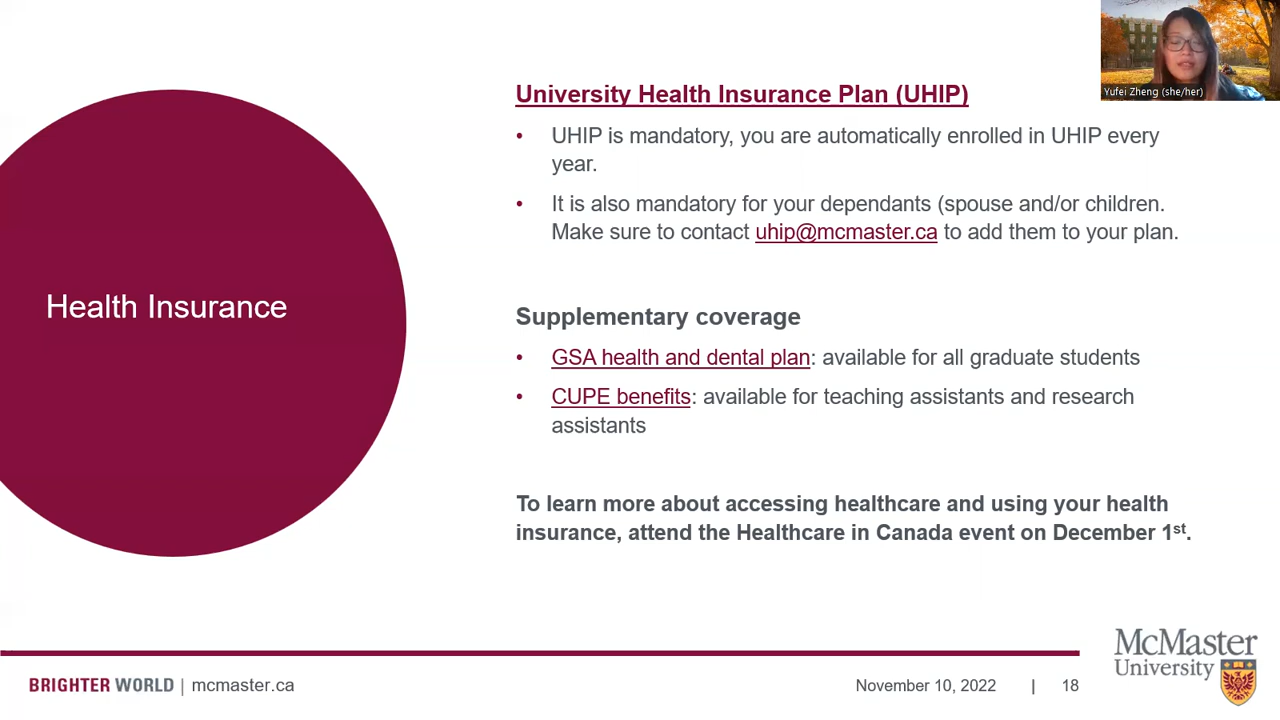 University Health Insurance Plan (UHIP)
• UHIP is mandatory, you are automatically enrolled in UHIP every
year.
• It is also mandatory for your dependants (spouse and/or children.
Make sure to contact uhip@mcmaster.ca to add them to your plan.
Yufei Zheng (she/her)
Health Insurance
Supplementary coverage
• GSA health and dental plan: available for all graduate students
• CUPE benefits: available for teaching assistants and research
assistants
To learn more about accessing healthcare and using your health
insurance, attend the Healthcare in Canada event on December 1st.
BRIGHTER WORLD | mcmaster.ca
November 10, 2022 | 18
McMaster
University